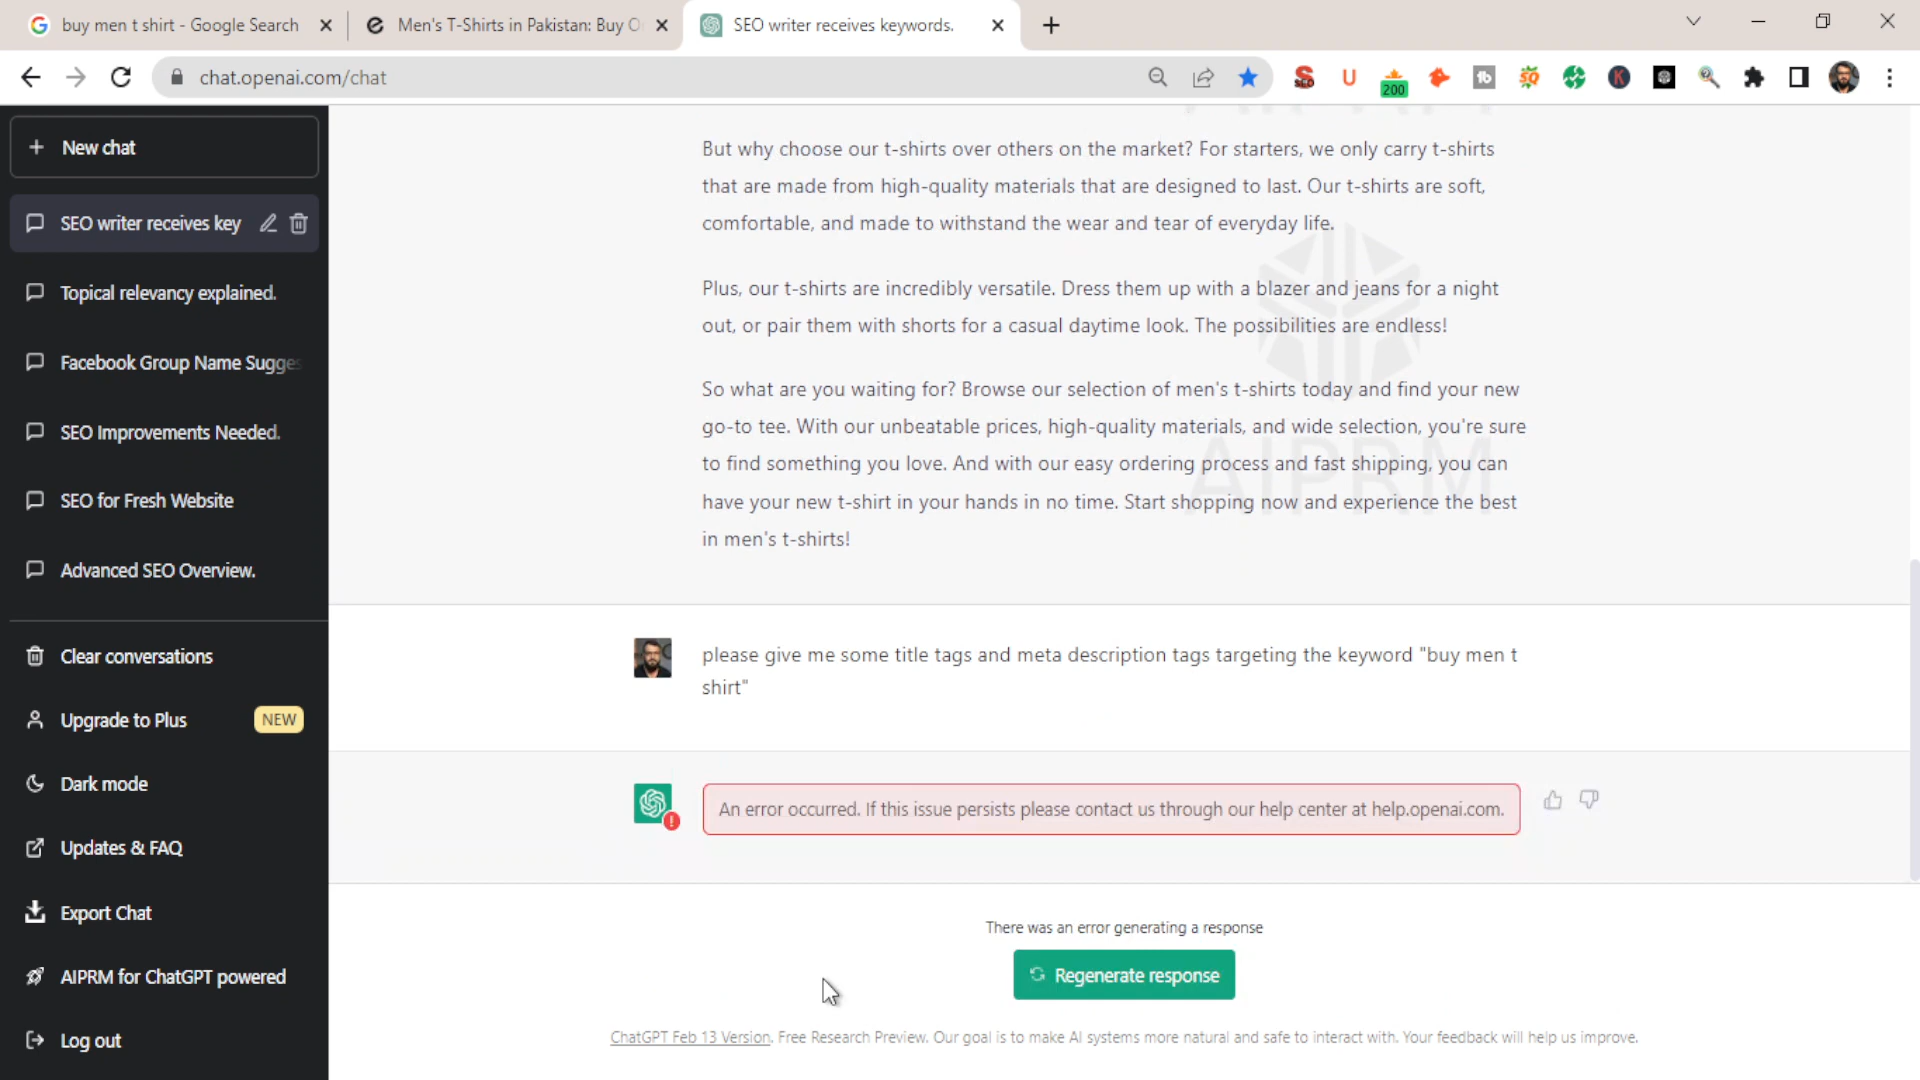 buy men t shirt - Google Search
Men's T-Shirts in Pakistan: Buy O
SEO writer receives keywords.
chat.openai.com/chat
200
New chat
SEO writer receives key
Topical relevancy explained.
Facebook Group Name Sugges
SEO Improvements Needed.
SEO for Fresh Website
Advanced SEO Overview.
Clear conversations
Upgrade to Plus
NEW
Dark mode
Updates & FAQ
Export Chat
AIPRM for ChatGPT powered
Log out
But why choose our t-shirts over others on the market? For starters, we only carry t-shirts
that are made from high-quality materials that are designed to last. Our t-shirts are soft,
comfortable, and made to withstand the wear and tear of everyday life.
Plus, our t-shirts are incredibly versatile. Dress them up with a blazer and jeans for a night
out, or pair them with shorts for a casual daytime look. The possibilities are endless!
So what are you waiting for? Browse our selection of men's t-shirts today and find your new
go-to tee. With our unbeatable prices, high-quality materials, and wide selection, you're sure
to find something you love. And with our easy ordering process and fast shipping, you can
have your new t-shirt in your hands in no time. Start shopping now and experience the best
in men's t-shirts!
AIPRM
please give me some title tags and meta description tags targeting the keyword "buy men t
shirt"
An error occurred. If this issue persists please contact us through our help center at help.openai.com.
There was an error generating a response
Regenerate response
ChatGPT Feb 13 Version. Free Research Preview. Our goal is to make AI systems more natural and safe to interact with. Your feedback will help us improve.